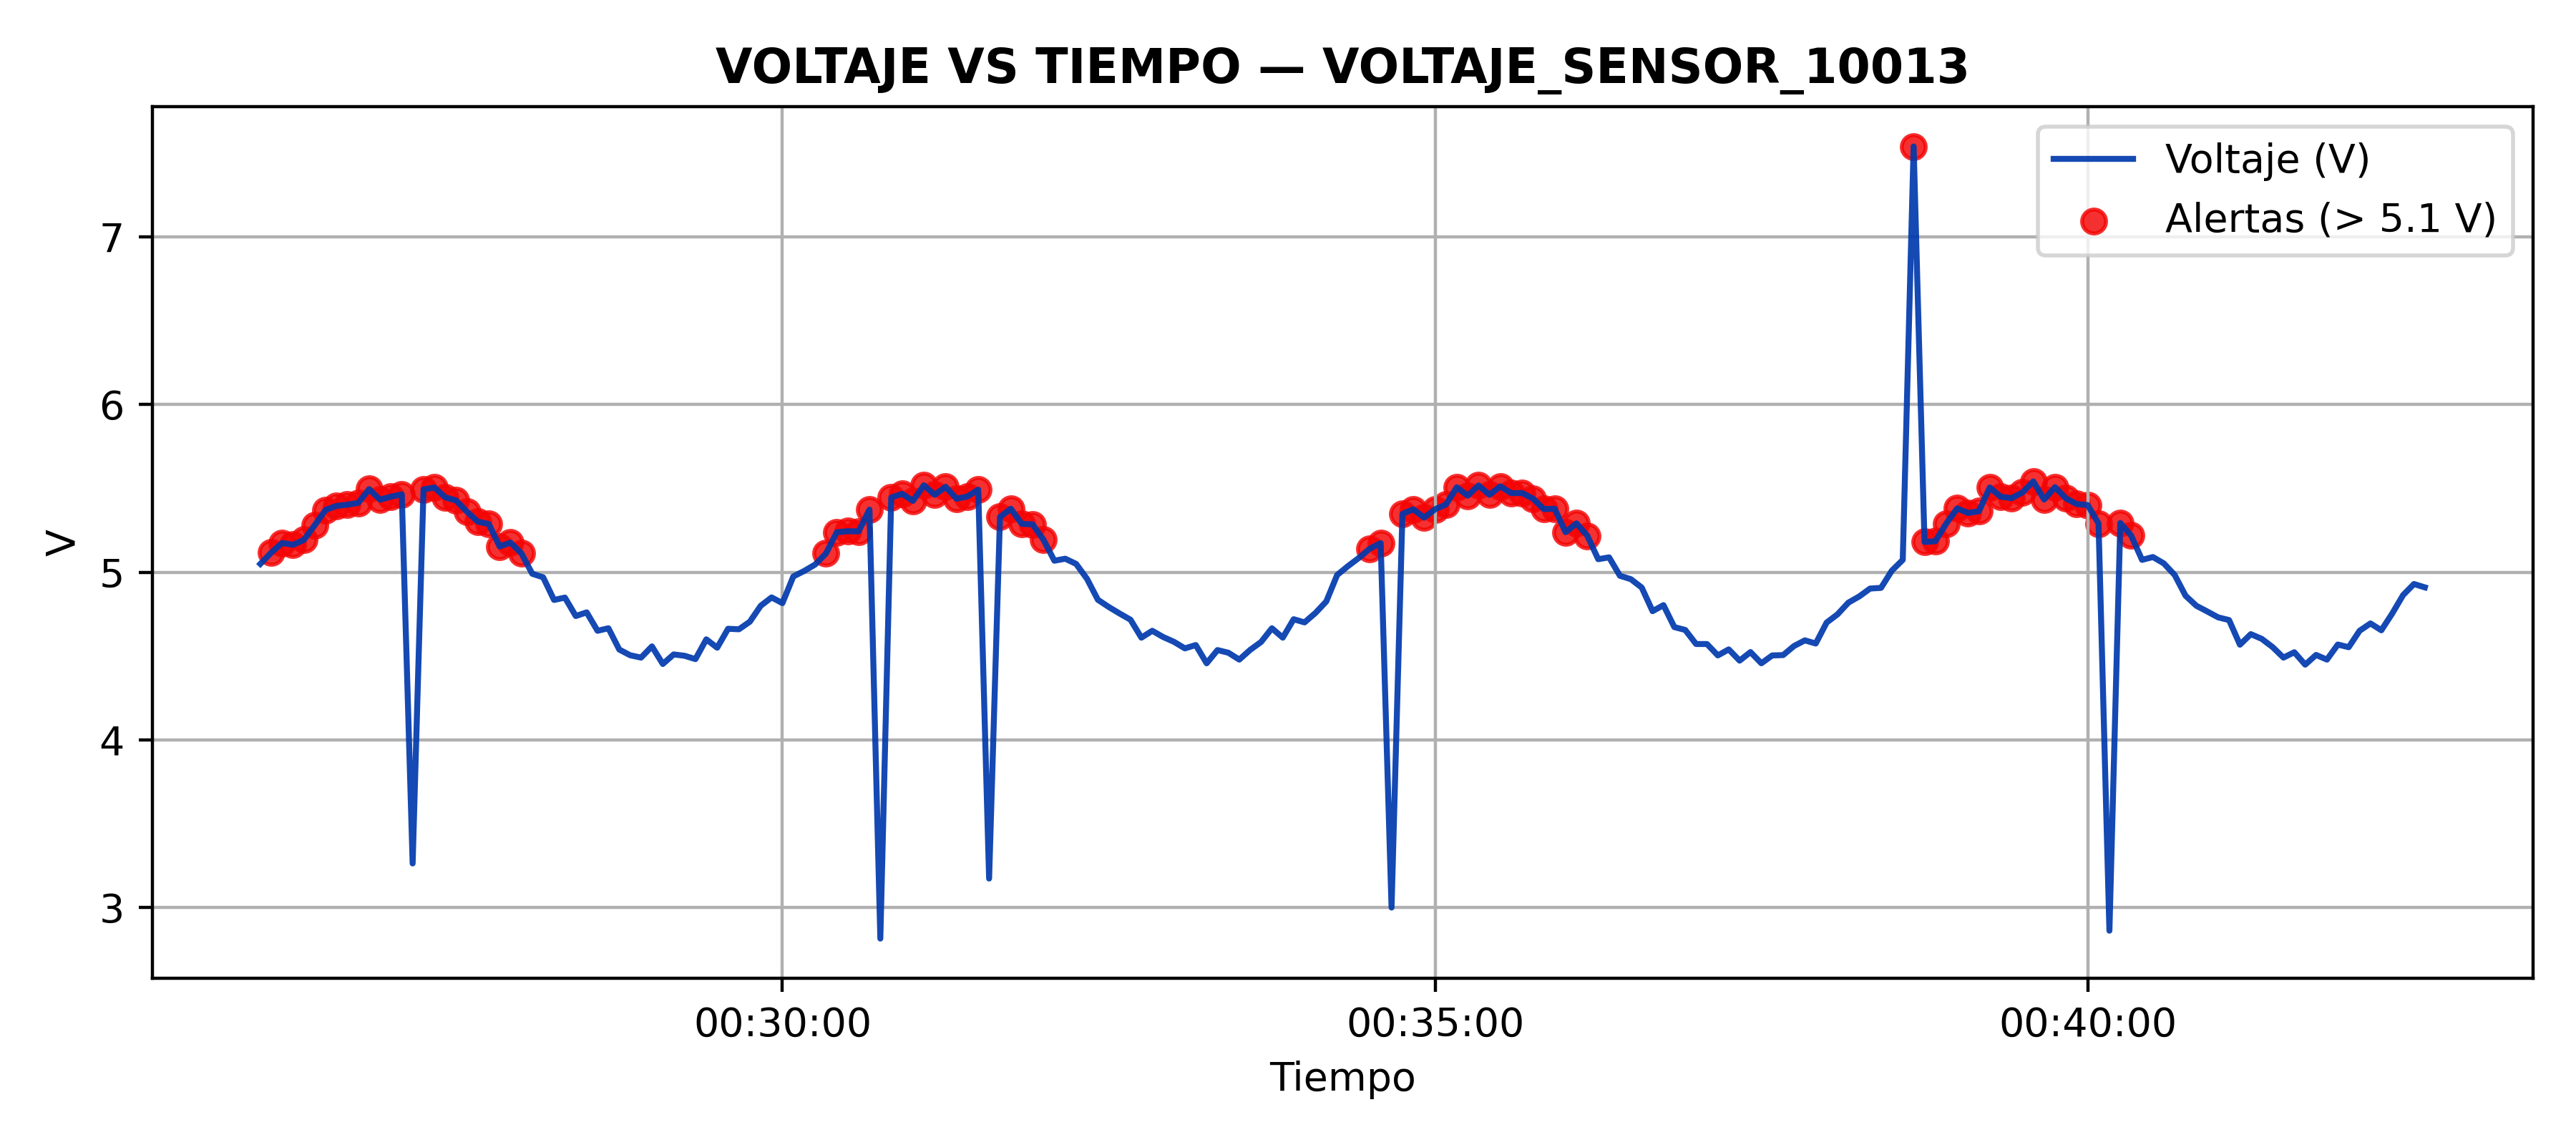 VOLTAJE VS TIEMPO — VOLTAJE_SENSOR_10013
Voltaje (V)
Alertas (> 5.1 V)
7
6
5
4
3
V
00:30:00
00:35:00
00:40:00
Tiempo